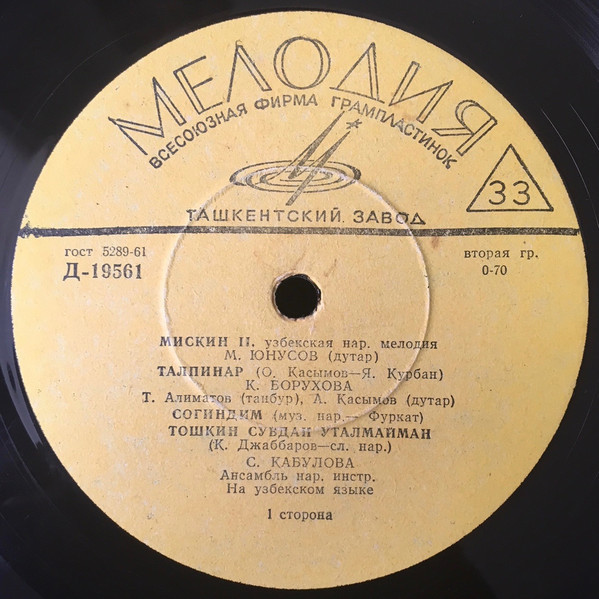 МЕЛОДИЯ
ВСЕСОЮЗНАЯ ФИРМА ГРАМПЛАСТИНОК
33
ТАШКЕНТСКИЙ ЗАВОД
гост 5289-61
Д-19561
вторая гр.
0-70
МИСКИН II. узбекская нар. мелодия
М. ЮНУСОВ (дутар)
ТАЛПИНАР (О. Касымов—Я. Курбан)
К. БОРУХОВА
Т. Алиматов (танбур), А. Касымов (дутар)
СОГИНДИМ (муз. нар.— Фуркат)
ТОШКИН СУВДАН УТАЛМАЙМАН
(К. Джаббаров—сл. нар.)
С. КАБУЛОВА
Ансамбль нар. инстр.
На узбекском языке
1 сторона